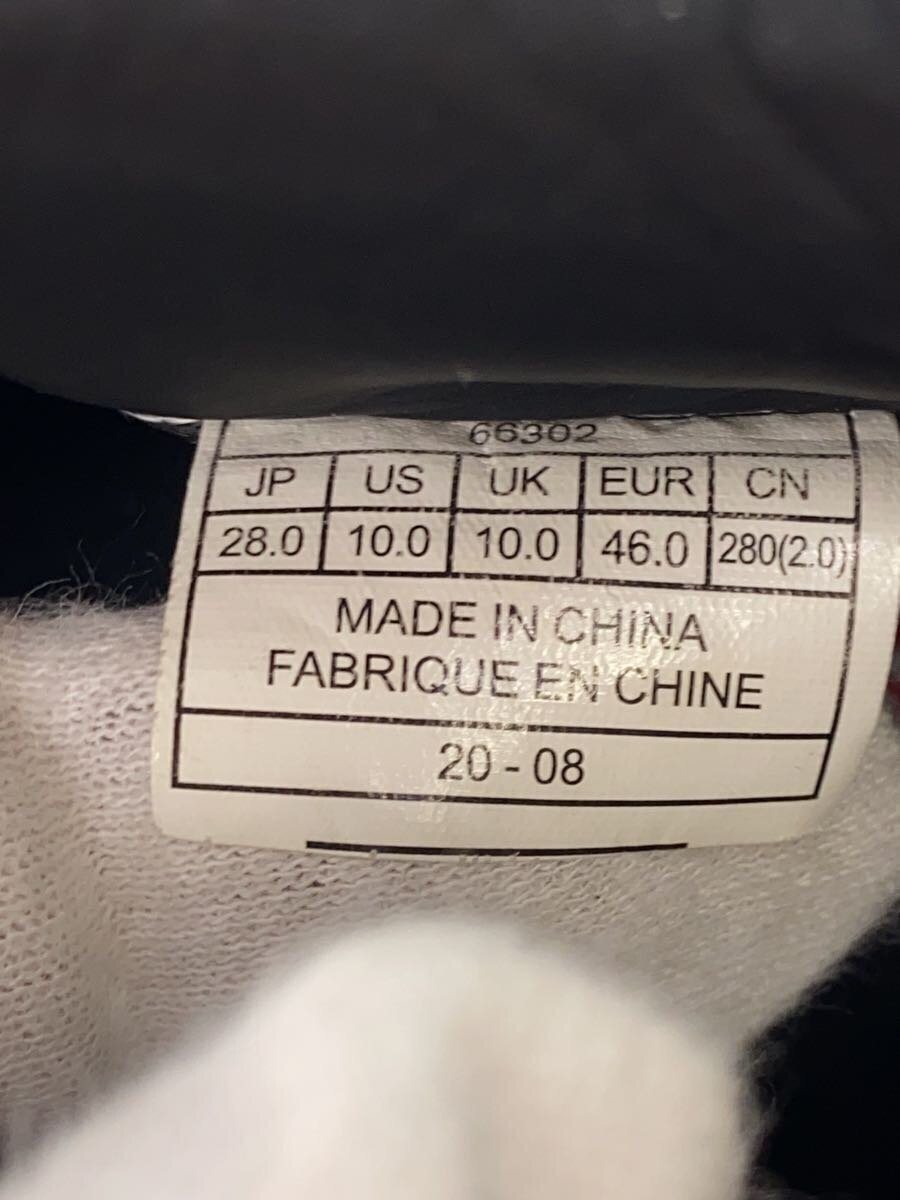 66302
JP US UK EUR CN
28.0 10.0 10.0 46.0 280(2.0)
MADE IN CHINA
FABRIQUE EN CHINE
20 - 08